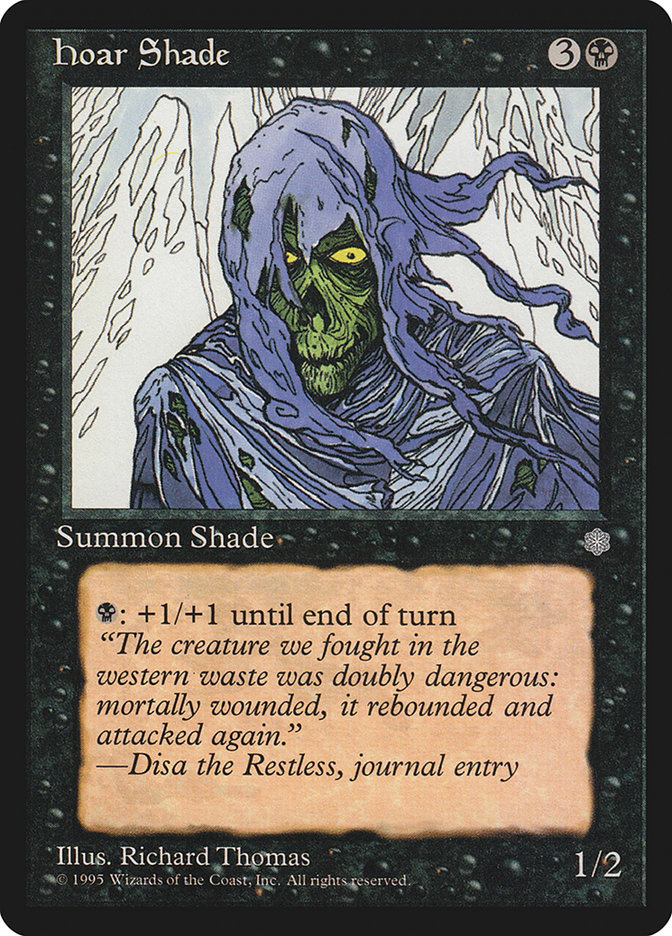 Hoar Shade 3
Summon Shade
: +1/+1 until end of turn
“The creature we fought in the
western waste was doubly dangerous:
mortally wounded, it rebounded and
attacked again.”
—Disa the Restless, journal entry
Illus. Richard Thomas
© 1995 Wizards of the Coast, Inc. All rights reserved.
1/2